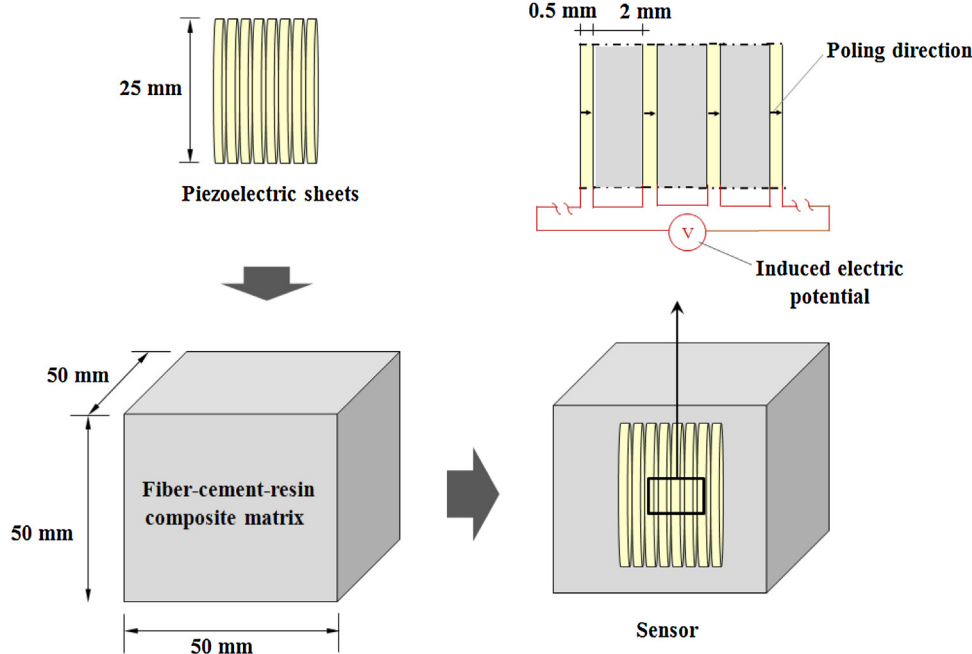 0.5 mm
2 mm
Poling direction
25 mm
Piezoelectric sheets
V
Induced electric
potential
50 mm
50 mm
Fiber-cement-resin
composite matrix
50 mm
Sensor